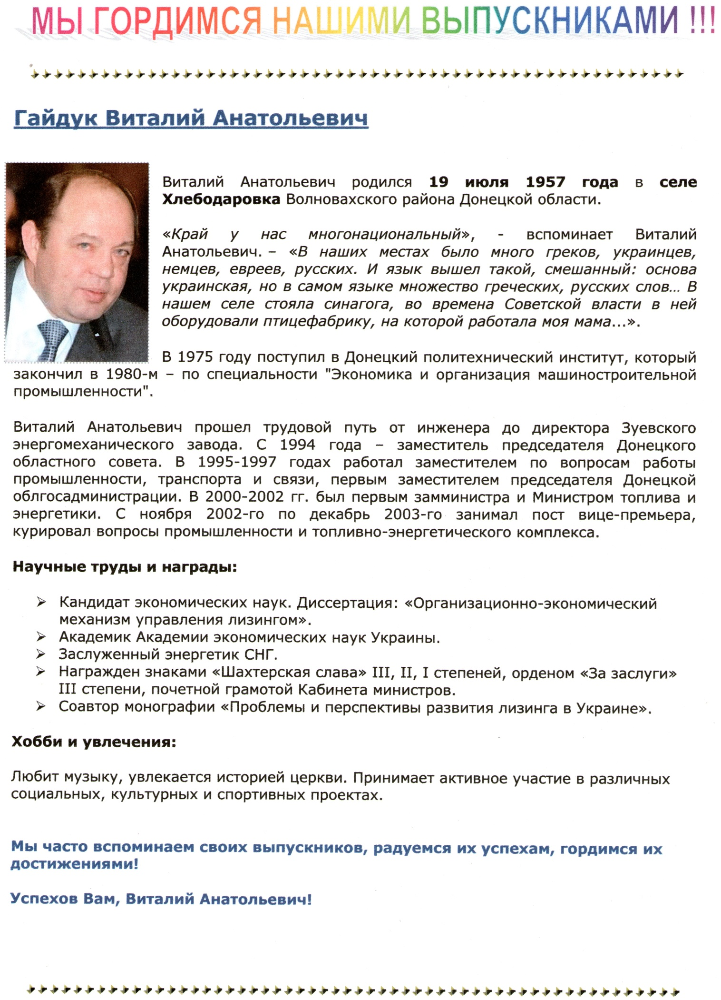 МЫ ГОРДИМСЯ НАШИМИ ВЫПУСКНИКАМИ !!!
Гайдук Виталий Анатольевич
Виталий Анатольевич родился 19 июля 1957 года в селе
Хлебодаровка Волновахского района Донецкой области.
«Край у нас многонациональный», - вспоминает Виталий
Анатольевич. – «В наших местах было много греков, украинцев,
немцев, евреев, русских. И язык вышел такой, смешанный: основа
украинская, но в самом языке множество греческих, русских слов... В
нашем селе стояла синагога, во времена Советской власти в ней
оборудовали птицефабрику, на которой работала моя мама...».
В 1975 году поступил в Донецкий политехнический институт, который
закончил в 1980-м – по специальности "Экономика и организация машиностроительной
промышленности".
Виталий Анатольевич прошел трудовой путь от инженера до директора Зуевского
энергомеханического завода. С 1994 года – заместитель председателя Донецкого
областного совета. В 1995-1997 годах работал заместителем по вопросам работы
промышленности, транспорта и связи, первым заместителем председателя Донецкой
облгосадминистрации. В 2000-2002 гг. был первым замминистра и Министром топлива и
энергетики. С ноября 2002-го по декабрь 2003-го занимал пост вице-премьера,
курировал вопросы промышленности и топливно-энергетического комплекса.
Научные труды и награды:
➢ Кандидат экономических наук. Диссертация: «Организационно-экономический
механизм управления лизингом».
➢ Академик Академии экономических наук Украины.
➢ Заслуженный энергетик СНГ.
➢ Награжден знаками «Шахтерская слава» III, II, I степеней, орденом «За заслуги»
III степени, почетной грамотой Кабинета министров.
➢ Соавтор монографии «Проблемы и перспективы развития лизинга в Украине».
Хобби и увлечения:
Любит музыку, увлекается историей церкви. Принимает активное участие в различных
социальных, культурных и спортивных проектах.
Мы часто вспоминаем своих выпускников, радуемся их успехам, гордимся их
достижениями!
Успехов Вам, Виталий Анатольевич!